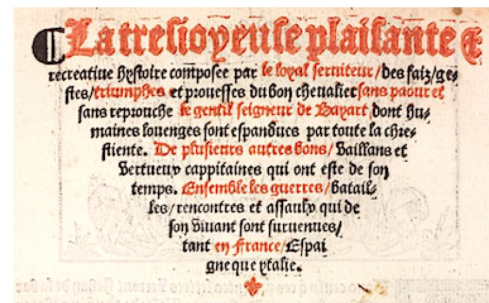 ¶La tresioyeuse plaisante &
recreatiue hystoire composee par le loyal seruiteur/des faiz/ge
stes/triumphes et prouesses du bon cheualier sans paour et
sans reprouche le gentil seigneur de Bayart dont hu
maines louenges sont espandues par toute la chre
stiente. De plusieurs autres bons/vaillans et
vertueux cappitaines qui ont este de son
temps. Ensemble les guerres/batail-
les/rencontres et assaulx qui de
son viuant sont suruenues/
tant en france/Espai
gne que ytalie.